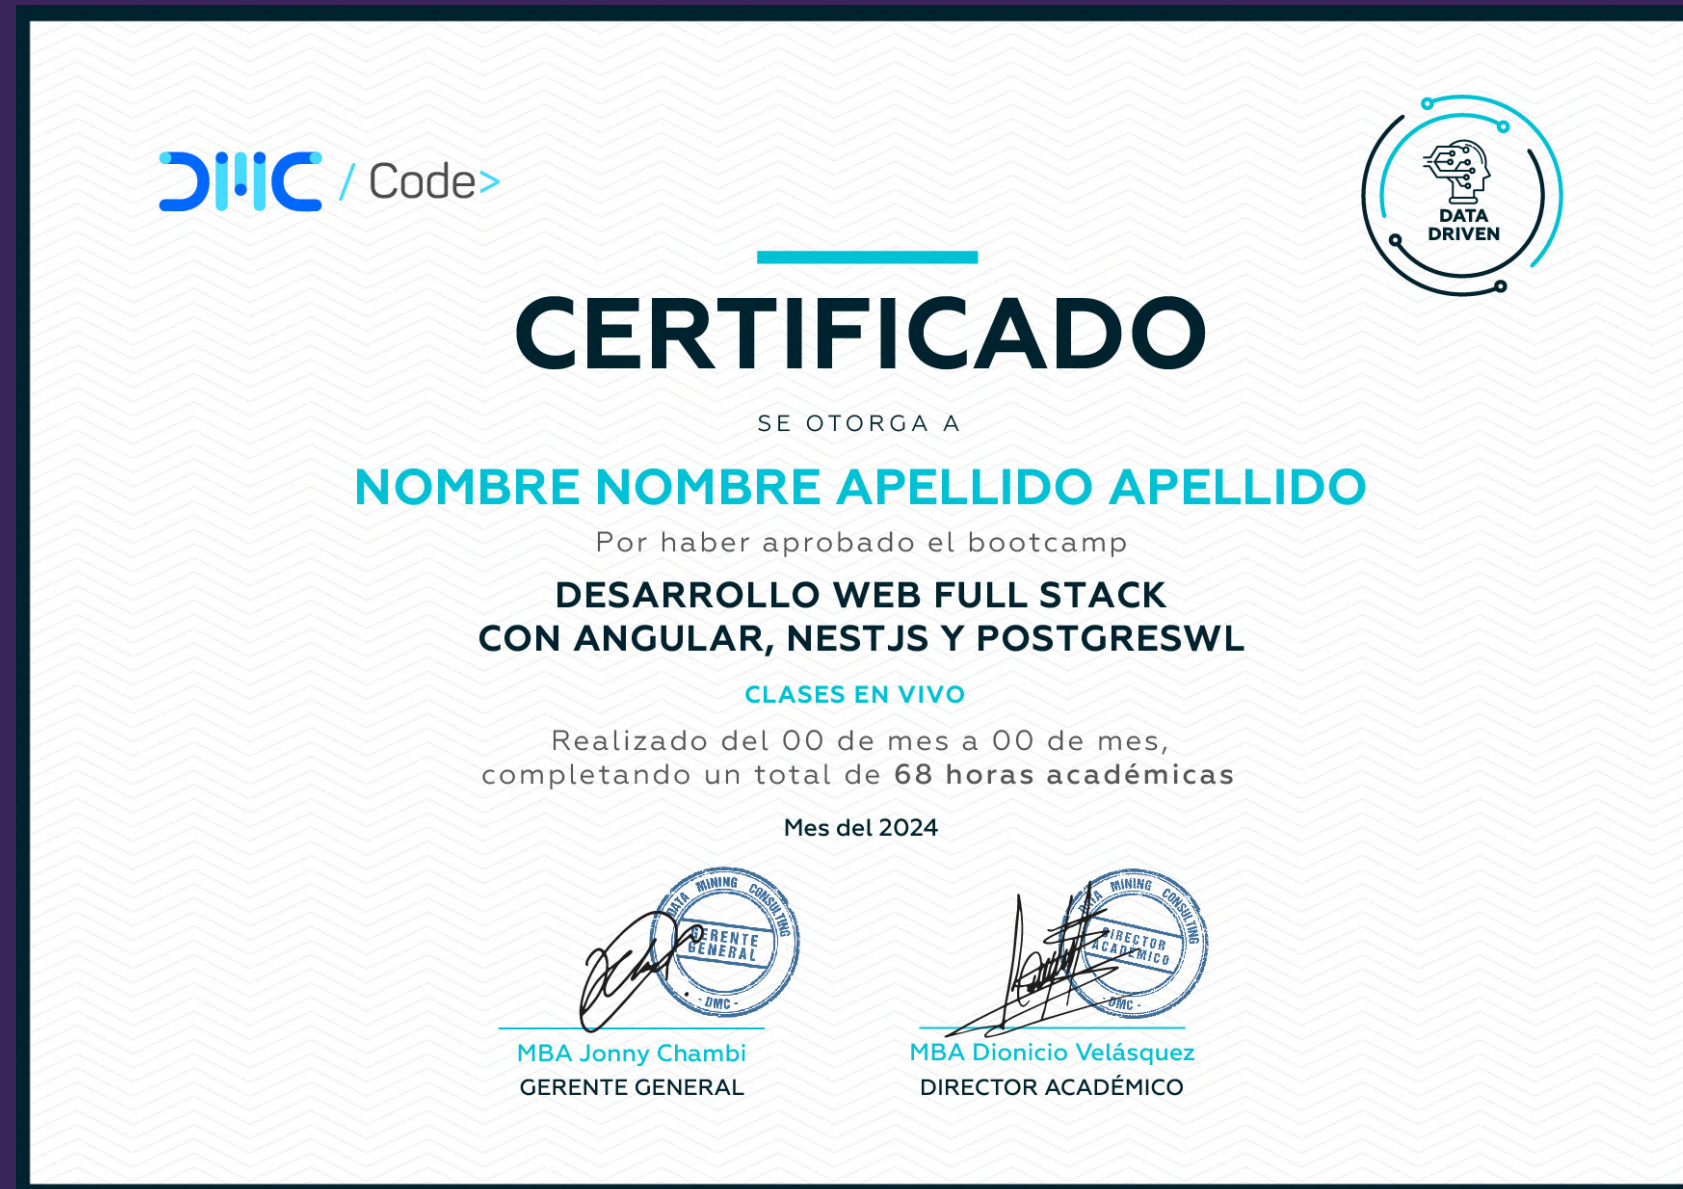 DMC / Code>
DATA
DRIVEN
CERTIFICADO
SE OTORGA A
NOMBRE NOMBRE APELLIDO APELLIDO
Por haber aprobado el bootcamp
DESARROLLO WEB FULL STACK
CON ANGULAR, NESTJS Y POSTGRESWL
CLASES EN VIVO
Realizado del 00 de mes a 00 de mes,
completando un total de 68 horas académicas
Mes del 2024
DATA MINING CONSULTING
GERENTE
GENERAL
- DMC -
DATA MINING CONSULTING
DIRECTOR
ACADEMICO
- DMC -
MBA Jonny Chambi
GERENTE GENERAL
MBA Dionicio Velásquez
DIRECTOR ACADÉMICO